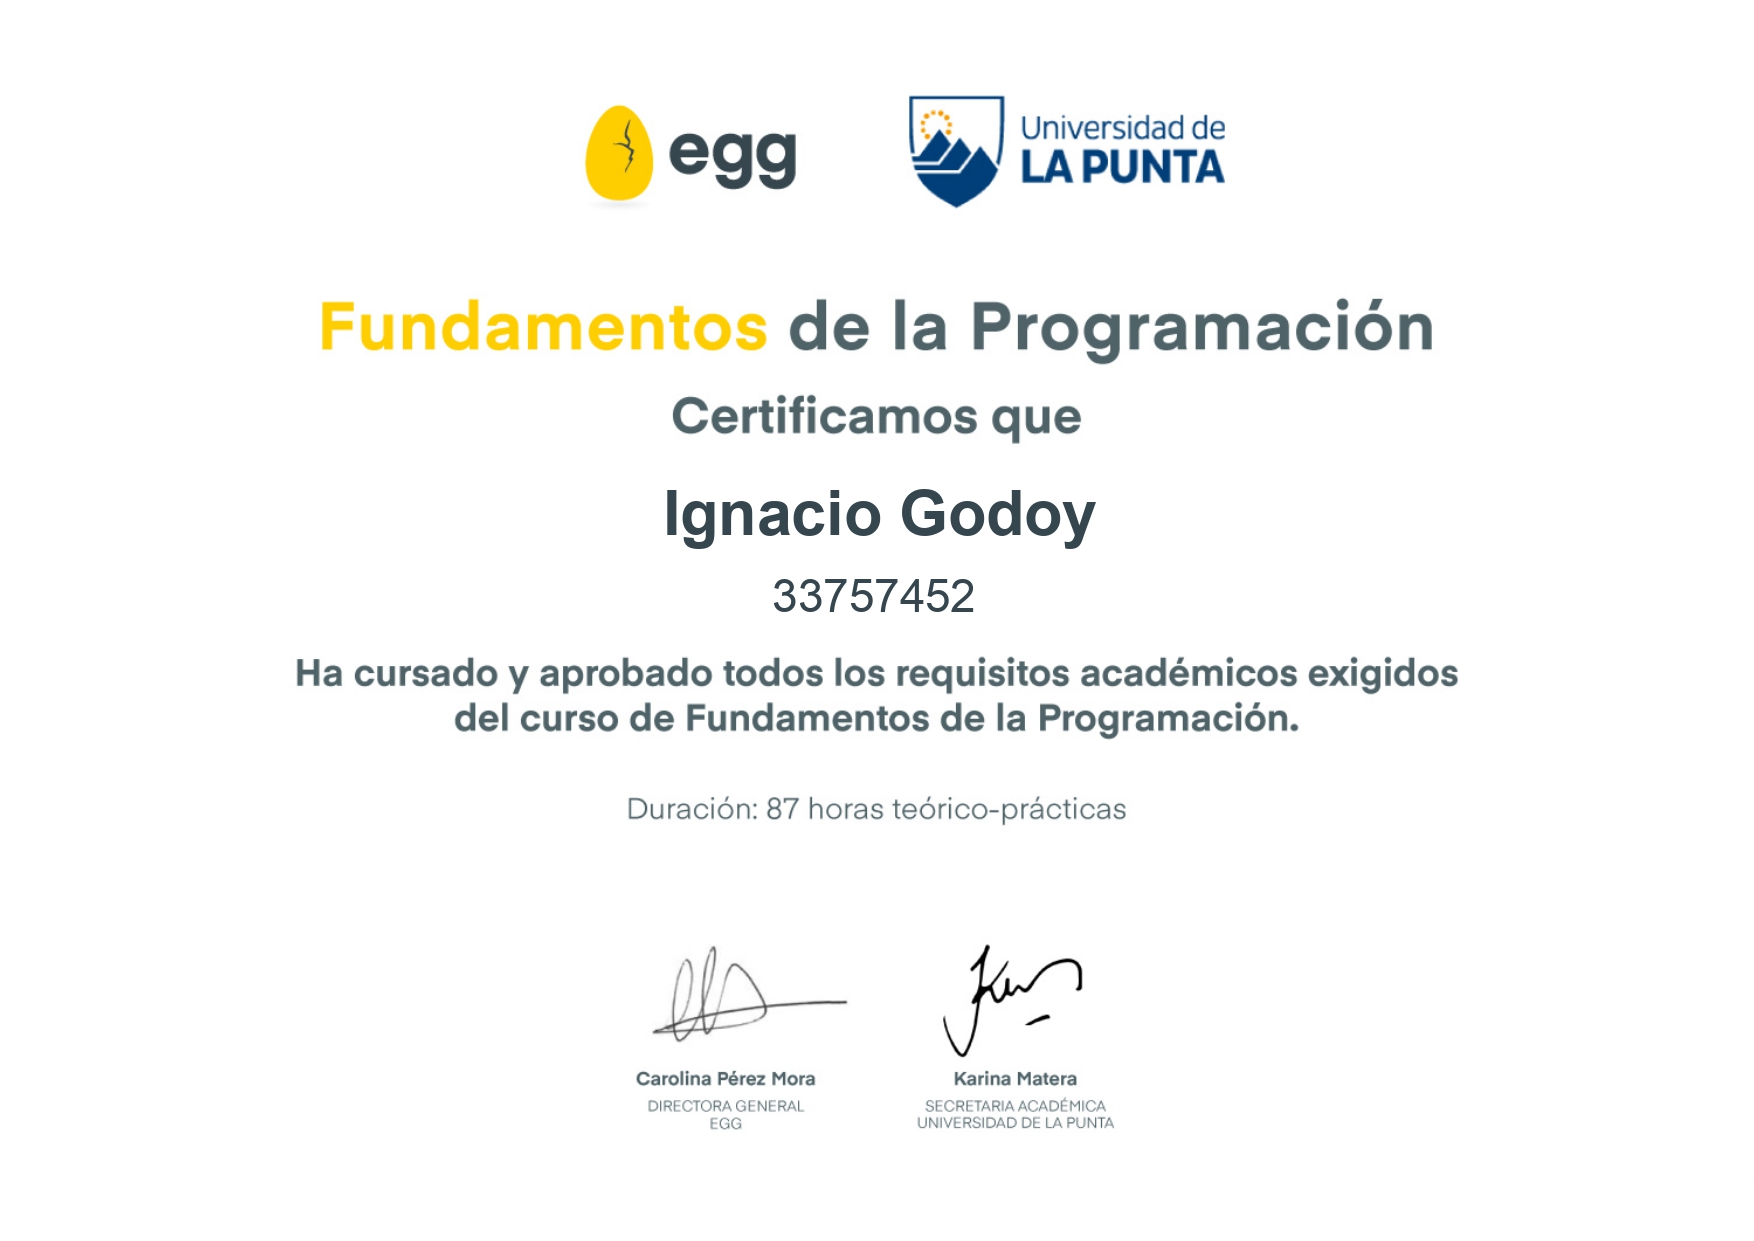 egg
Universidad de
LA PUNTA
Fundamentos de la Programación
Certificamos que
Ignacio Godoy
33757452
Ha cursado y aprobado todos los requisitos académicos exigidos
del curso de Fundamentos de la Programación.
Duración: 87 horas teórico-prácticas
Carolina Pérez Mora
DIRECTORA GENERAL
EGG
Karina Matera
SECRETARIA ACADÉMICA
UNIVERSIDAD DE LA PUNTA